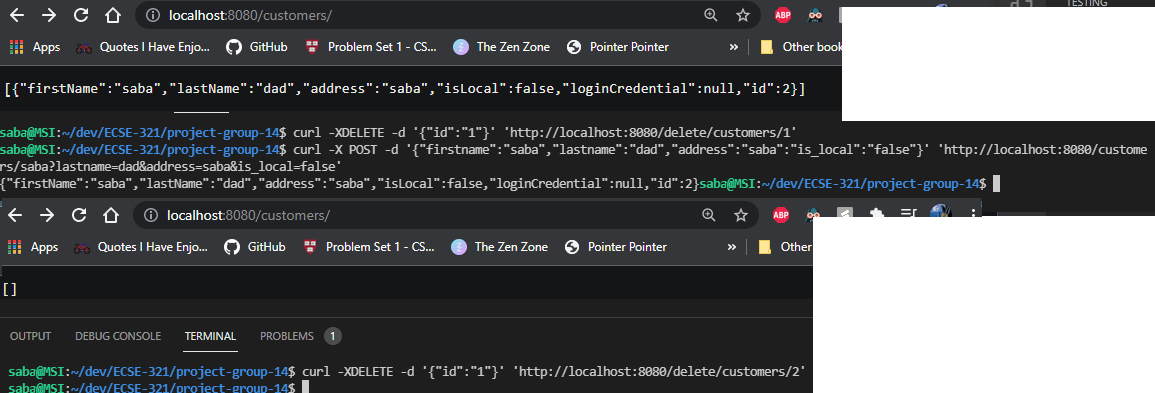 TESTING
localhost:8080/customers/
ABP
Apps Quotes I Have Enjo... GitHub Problem Set 1 - CS... The Zen Zone Pointer Pointer » Other book
[{"firstName":"saba","lastName":"dad","address":"saba","isLocal":false,"loginCredential":null,"id":2}]
saba@MSI:~/dev/ECSE-321/project-group-14$ curl -XDELETE -d '{"id":"1"}' 'http://localhost:8080/delete/customers/1'
saba@MSI:~/dev/ECSE-321/project-group-14$ curl -X POST -d '{"firstname":"saba","lastname":"dad","address":"saba":"is_local":"false"}' 'http://localhost:8080/custome
rs/saba?lastname=dad&address=saba&is_local=false'
{"firstName":"saba","lastName":"dad","address":"saba","isLocal":false,"loginCredential":null,"id":2}saba@MSI:~/dev/ECSE-321/project-group-14$
localhost:8080/customers/
ABP
Apps Quotes I Have Enjo... GitHub Problem Set 1 - CS... The Zen Zone Pointer Pointer » Other
[]
OUTPUT DEBUG CONSOLE TERMINAL PROBLEMS 1
saba@MSI:~/dev/ECSE-321/project-group-14$ curl -XDELETE -d '{"id":"1"}' 'http://localhost:8080/delete/customers/2'
saba@MSI:~/dev/ECSE-321/project-group-14$